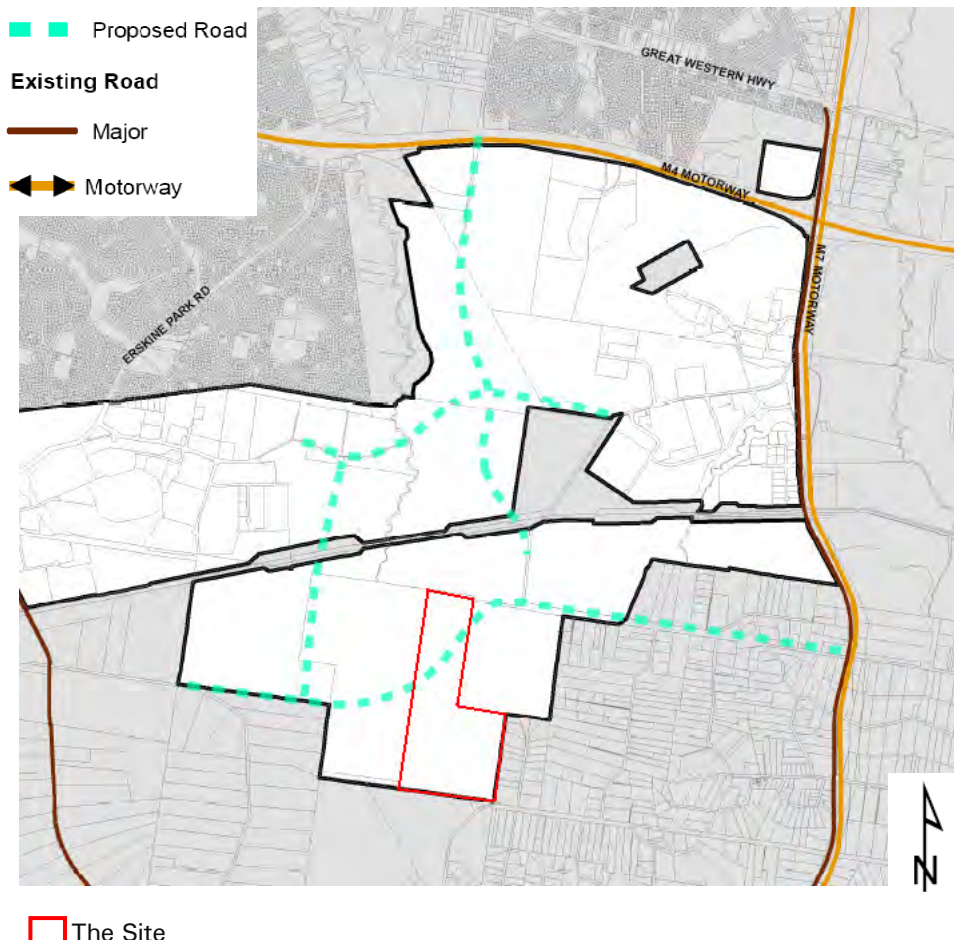 Proposed Road
Existing Road
Major
Motorway
GREAT WESTERN HWY
M4 MOTORWAY
M7 MOTORWAY
ERSKINE PARK RD
N
The Site